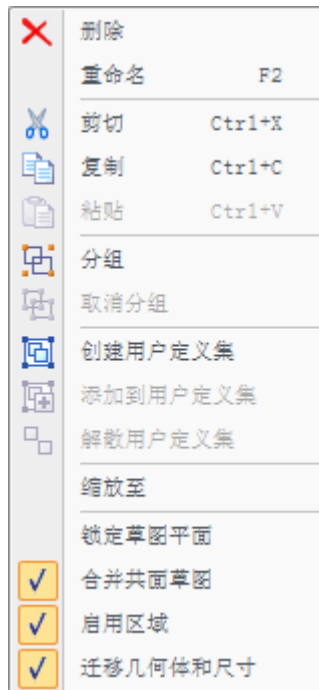 删除
重命名 F2
剪切 Ctrl+X
复制 Ctrl+C
粘贴 Ctrl+V
分组
取消分组
创建用户定义集
添加到用户定义集
解散用户定义集
缩放至
锁定草图平面
合并共面草图
启用区域
迁移几何体和尺寸